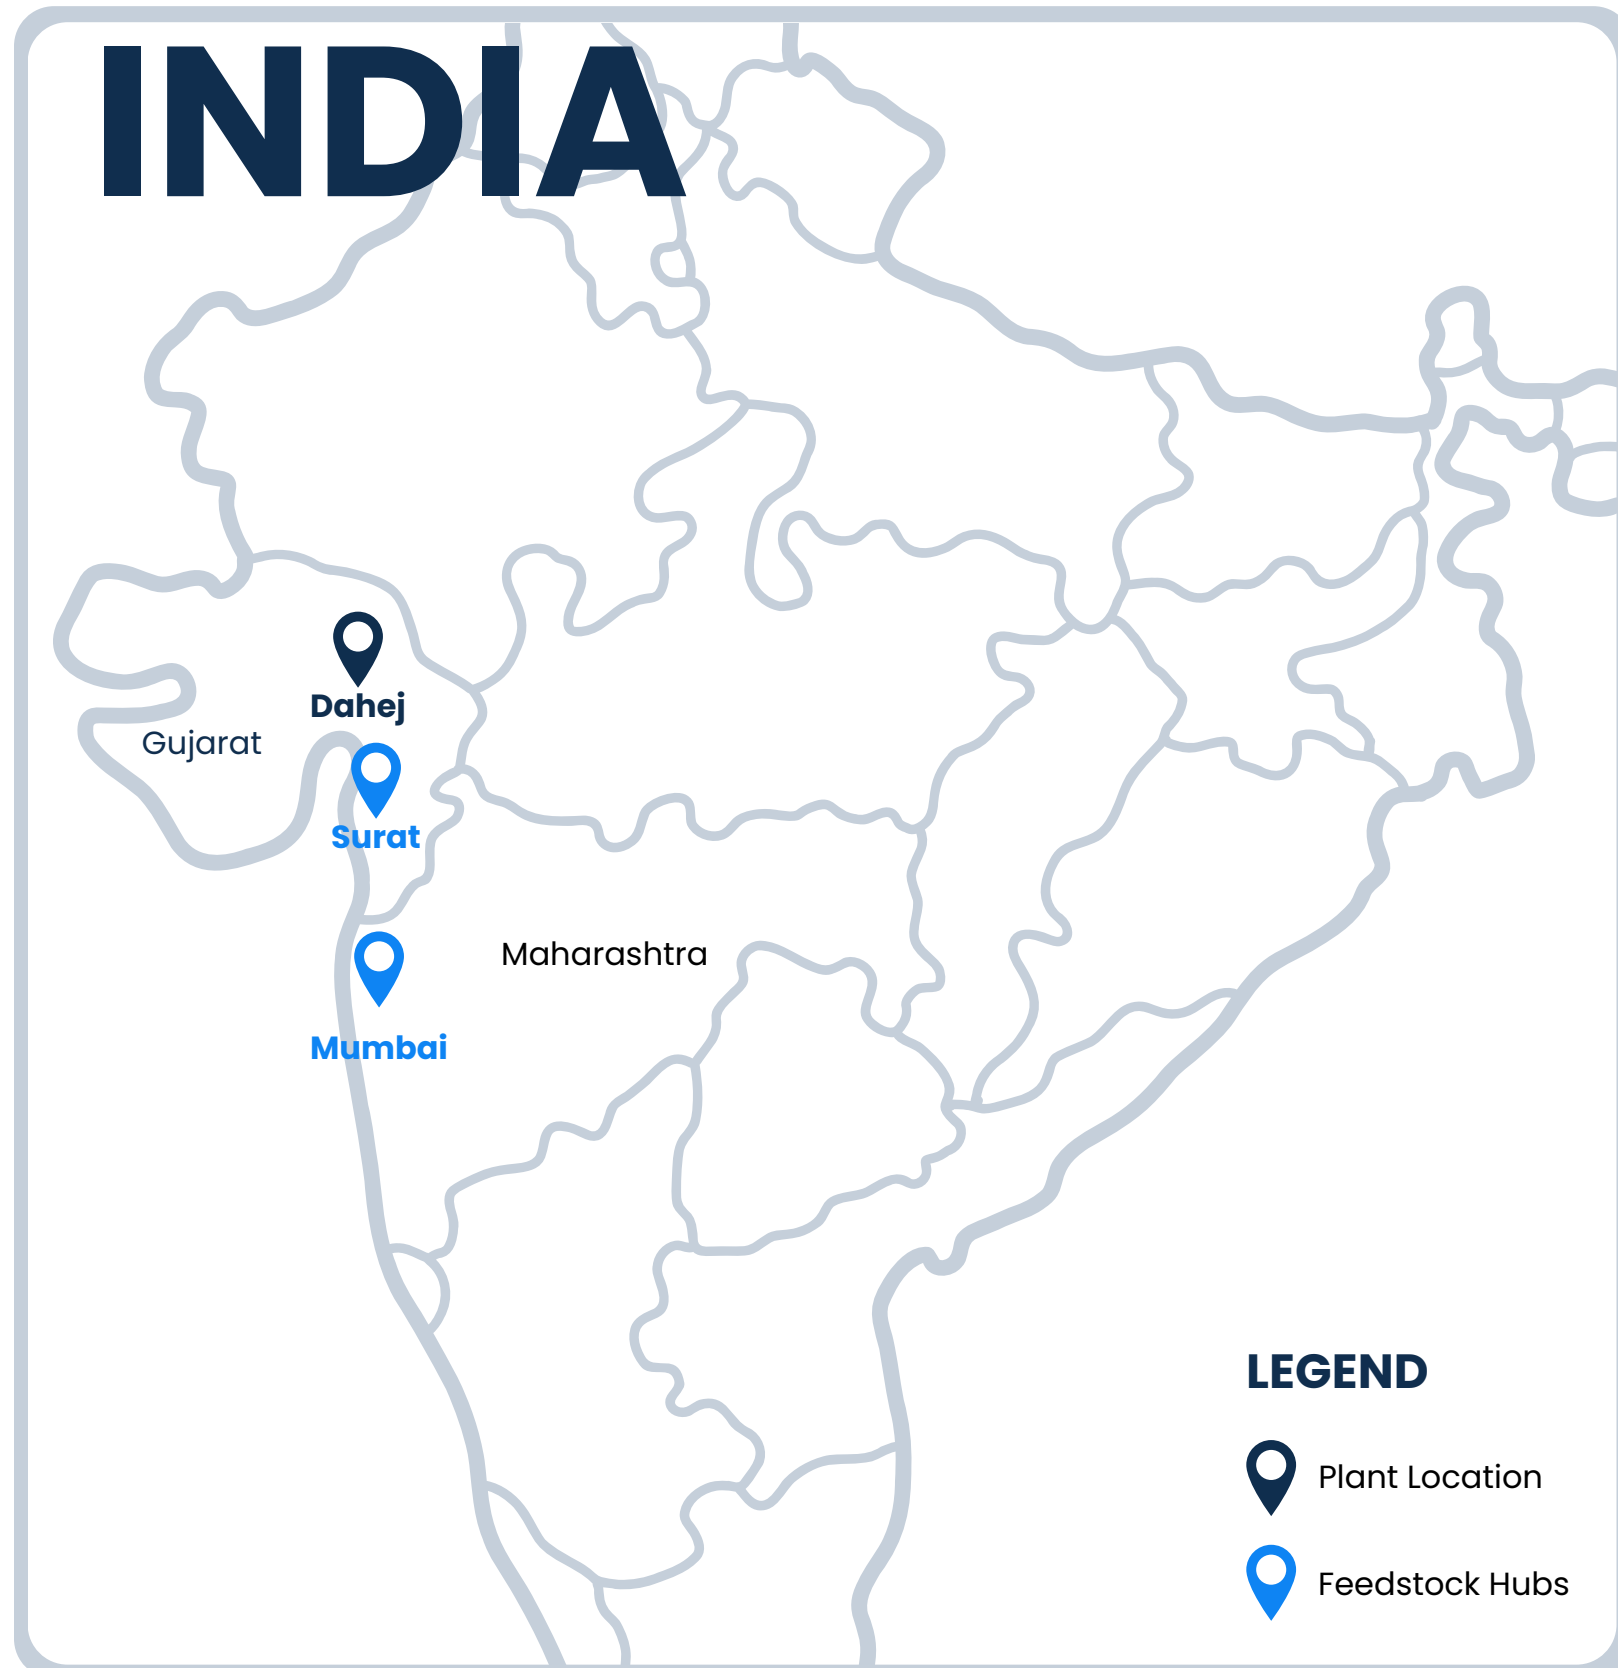 INDIA
Dahej
Gujarat
Surat
Maharashtra
Mumbai
LEGEND
Plant Location
Feedstock Hubs